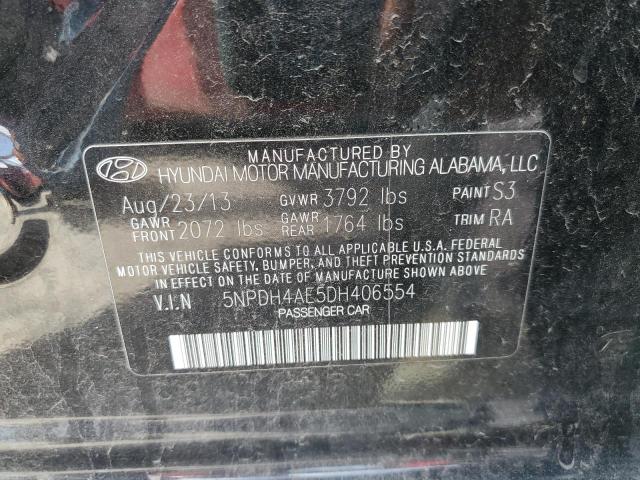 MANUFACTURED BY
HYUNDAI MOTOR MANUFACTURING ALABAMA, LLC
Aug/23/13 GVWR 3792 lbs PAINT S3
GAWR FRONT 2072 lbs GAWR REAR 1764 lbs TRIM RA
THIS VEHICLE CONFORMS TO ALL APPLICABLE U.S.A. FEDERAL
MOTOR VEHICLE SAFETY, BUMPER, AND THEFT PREVENTION STANDARDS
IN EFFECT ON THE DATE OF MANUFACTURE SHOWN ABOVE.
V.I.N 5NPDH4AE5DH406554
PASSENGER CAR